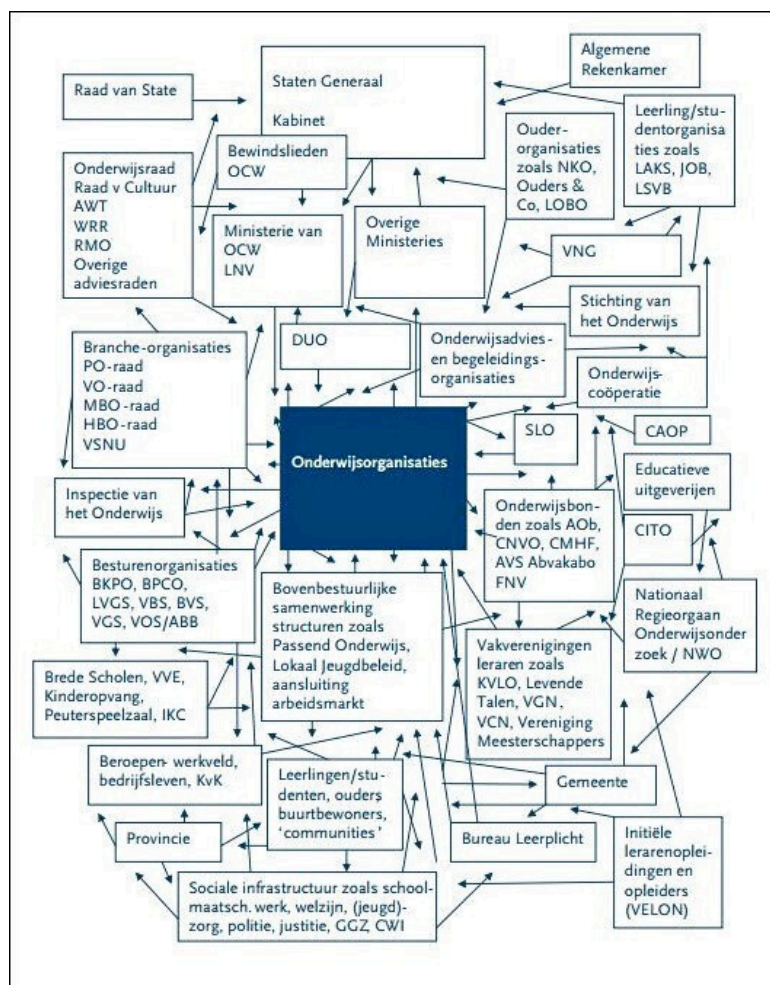 Raad van State
Staten Generaal
Kabinet
Algemene
Rekenkamer
Bewindslieden
OCW
Ouder-
organisaties
zoals NKO,
Ouders &
Co, LOBO
Leerling/stu-
dentorganisa
ties zoals
LAKS, JOB,
LSVB
Onderwijsraad
Raad v Cultuur
AWT
WRR
RMO
Overige
adviesraden
Ministerie van
OCW
LNV
Overige
Ministeries
VNG
Stichting van
het Onderwijs
Branche-organisaties
PO-raad
VO-raad
MBO-raad
HBO-raad
VSNU
DUO
Onderwijsadvies
en begeleidings-
organisaties
Onderwijs-
coöperatie
Onderwijsorganisaties
SLO
CAOP
Educatieve
uitgeverijen
Inspectie van
het Onderwijs
Onderwijsbon-
den zoals AOb,
CNVO, CMHF,
AVS Abvakabo
FNV
CITO
Besturenorganisaties
BKPO, BPCO,
LVGS, VBS, BVS,
VGS, VOS/ABB
Bovenbestuurlijke
samenwerking
structuren zoals
Passend Onderwijs,
Lokaal Jeugdbeleid,
aansluiting
arbeidsmarkt
Nationaal
Regieorgaan
Onderwijsonder
zoek / NWO
Vakverenigingen
leraren zoals
KVLO, Levende
Talen, VGN,
VCN, Vereniging
Meesterschappers
Brede Scholen, VVE,
Kinderopvang,
Peuterspeelzaal, IKC
Beroepen- werkveld,
bedrijfsleven, KvK
Leerlingen/stu-
denten, ouders
buurtbewoners,
'communities'
Gemeente
Provincie
Bureau Leerplicht
Initiële
lerarenoplei-
dingen en
opleiders
(VELON)
Sociale infrastructuur zoals school-
maatsch. werk, welzijn, (jeugd)-
zorg, politie, justitie, GGZ, CWI